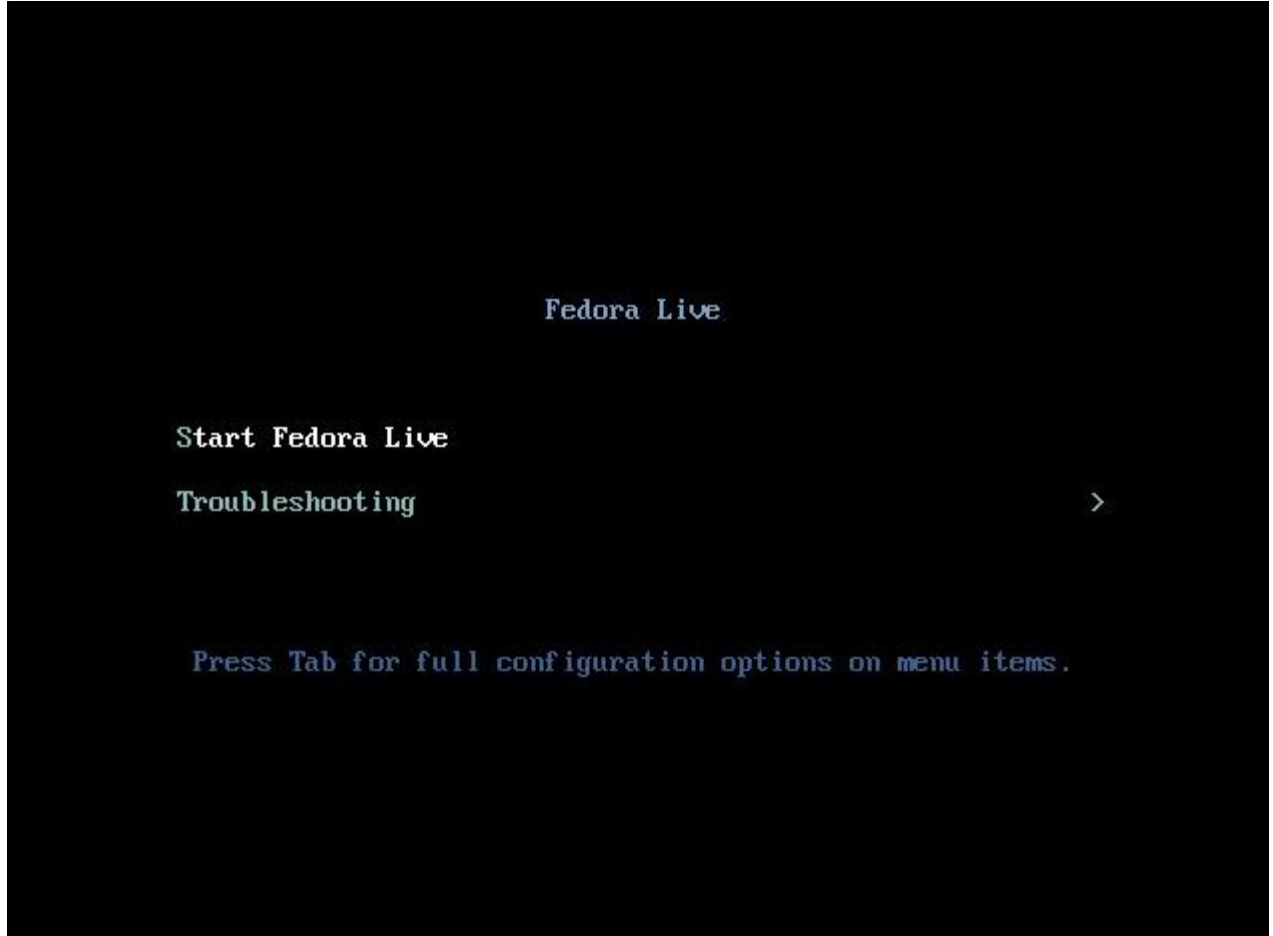 Fedora Live
Start Fedora Live
Troubleshooting >
Press Tab for full configuration options on menu items.